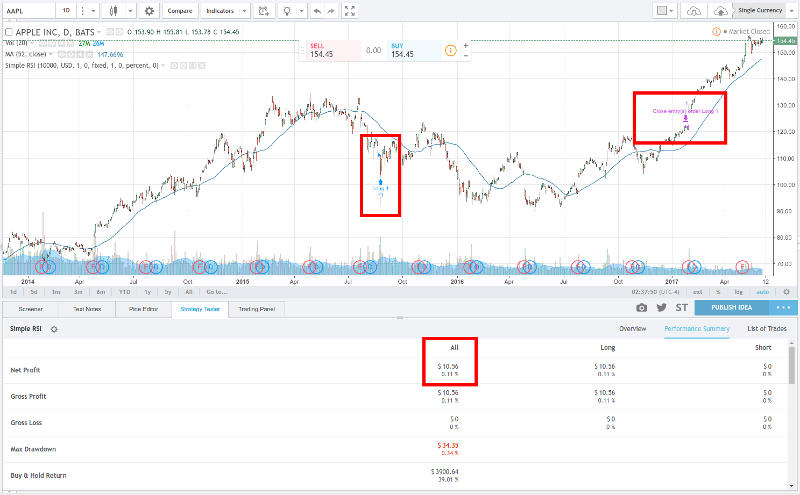 AAPL 1D Compare Indicators Single Currency
APPLE INC, D, BATS O 153.90 H 155.81 L 153.78 C 154.45
Market Closed
Vol (20) 27M 26M
MA (52, close) 147.6696
Simple RSI (10000, USD, 1, 0, fixed, 1, 0, percent, 0)
SELL 0.00 BUY
154.45 154.45
160.00
154.45
150.00
140.00
130.00
120.00
110.00
100.00
90.00
80.00
70.00
Close entry(s) order Long 1
2014 Apr Jul Oct 2015 Apr Jul Oct 2016 Apr Jul Oct 2017 Apr 12
1d 5d 1m 3m 6m YTD 1y 5y All Go to... 02:37:50 (UTC-4) ext % log auto
Screener Text Notes Pine Editor Strategy Tester Trading Panel ST PUBLISH IDEA
Simple RSI Overview Performance Summary List of Trades
All Long Short
Net Profit $ 10.56 $ 10.56 $ 0
0.11 % 0.11 % 0 %
Gross Profit $ 10.56 $ 10.56 $ 0
0.11 % 0.11 % 0 %
Gross Loss $ 0 $ 0 $ 0
0 % 0 % 0 %
Max Drawdown $ 34.35
0.34 %
Buy & Hold Return $ 3900.64
39.01 %